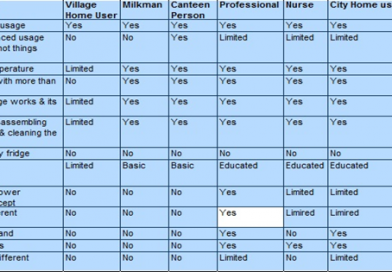 Village Milkman Canteen Professional Nurse City Home us
Home User Person
usage Yes Yes Yes Yes Yes Yes
ced usage No No Yes Limited Limited Limited
not things
perature Limited Yes Yes Yes Yes Yes
with more than No Yes Yes Yes Yes Yes
ge works & its Limited Yes Yes Yes Yes Yes
assembling Limited Yes Yes Yes Yes Yes
& cleaning the
y fridge No No No No No No
Limited Basic Basic Educated Educated Educated
ower No No No Yes Limited Limited
cept
erent No No No Yes Limired Limired
and No No No Yes No Yes
s No No No Yes Yes Yes
different No No No Limited No Limited